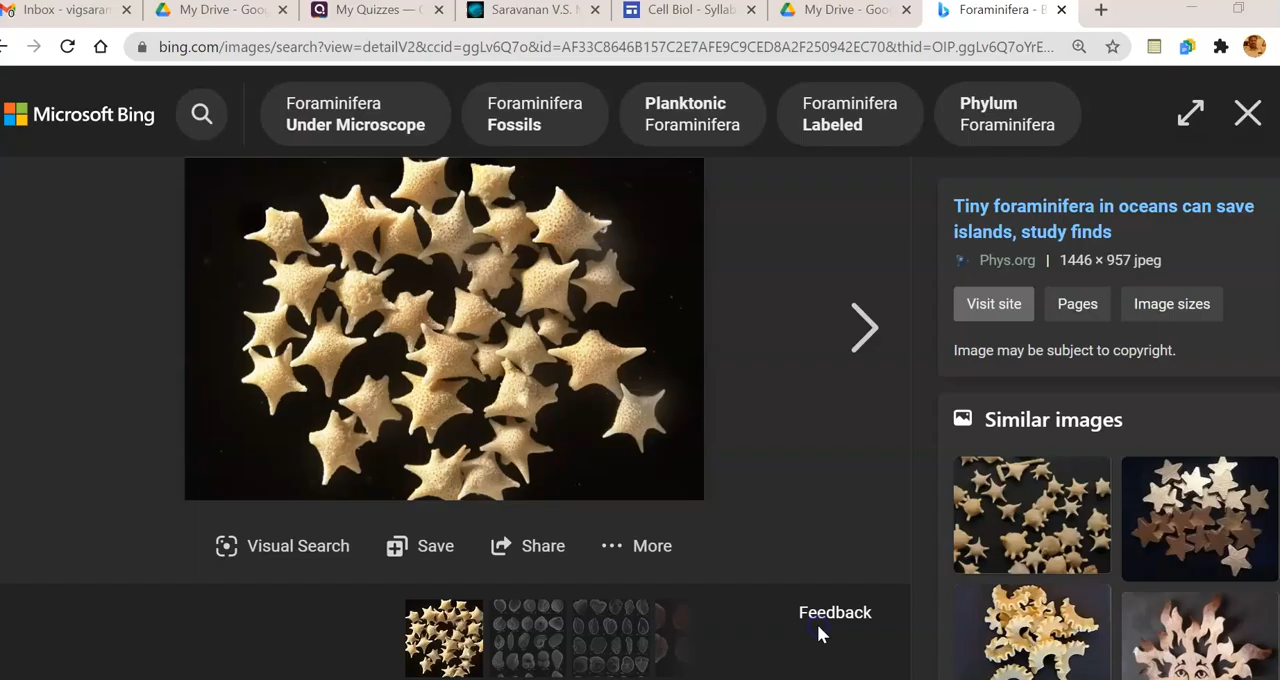 Inbox - vigsaran
My Drive - Goo
My Quizzes — C
Saravanan V.S. M
Cell Biol - Syllab
My Drive - Goo
Foraminifera - B
bing.com/images/search?view=detailV2&ccid=ggLv6Q7o&id=AF33C8646B157C2E7AFE9C9CED8A2F250942EC70&thid=OIP.ggLv6Q7oYrE...
Microsoft Bing
Foraminifera
Under Microscope
Foraminifera
Fossils
Planktonic
Foraminifera
Foraminifera
Labeled
Phylum
Foraminifera
Tiny foraminifera in oceans can save
islands, study finds
Phys.org | 1446 × 957 jpeg
Visit site
Pages
Image sizes
Image may be subject to copyright.
Similar images
Visual Search
Save
Share
More
Feedback